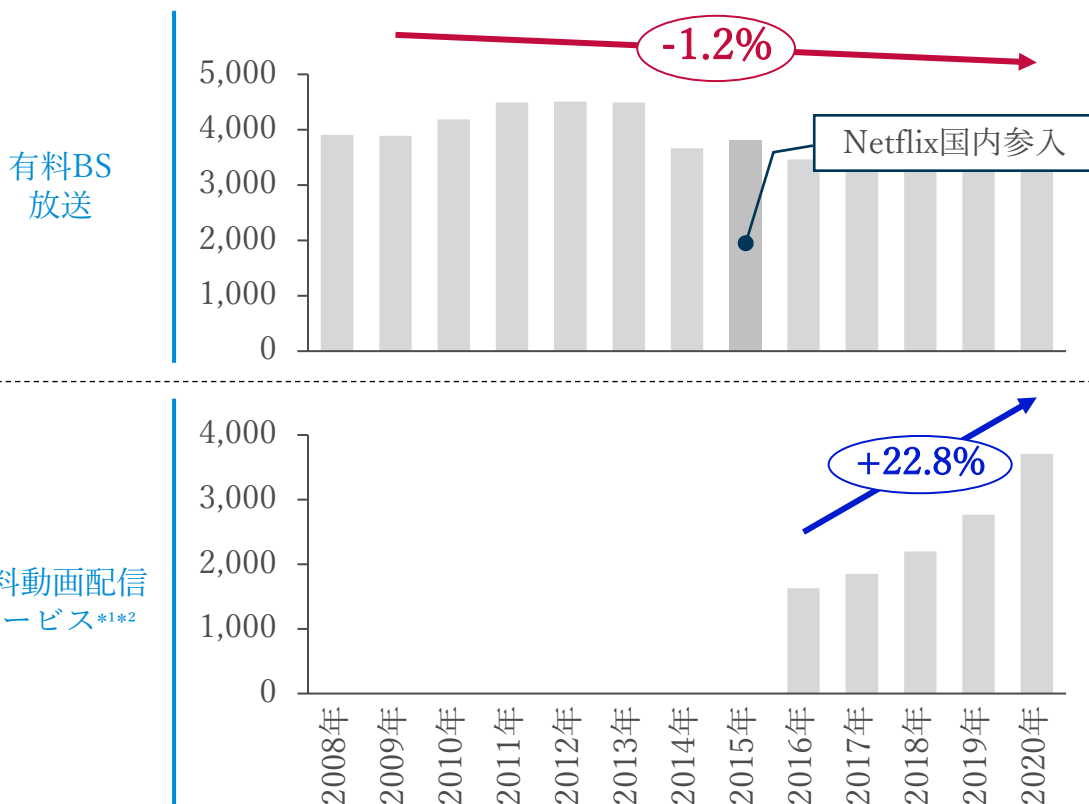 -1.2%
5,000
4,000
3,000
2,000
1,000
0
有料BS
放送
Netflix国内参入
4,000
3,000
2,000
1,000
0
+22.8%
料動画配信
ービス*1*2
2008年
2009年
2010年
2011年
2012年
2013年
2014年
2015年
2016年
2017年
2018年
2019年
2020年